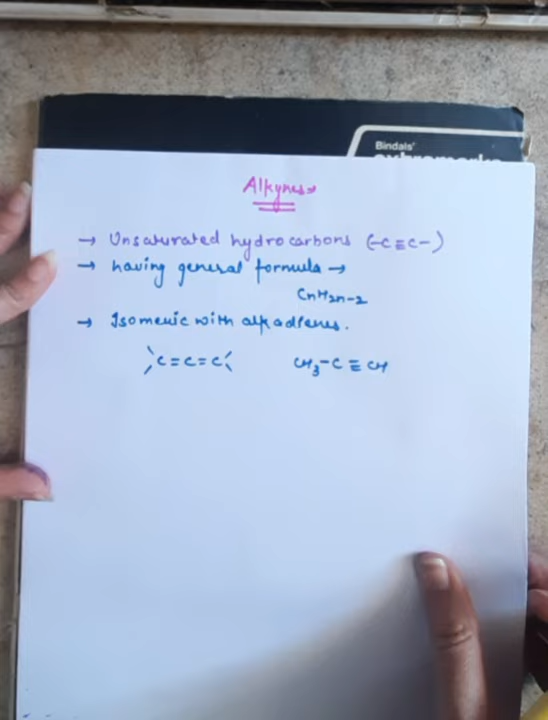 Bindals'
Alkynes
→ Unsaturated hydrocarbons (-C≡C-)
→ having general formula →
CnH2n-2
→ Isomeric with alkadienes.
C=C=C CH3-C≡CH